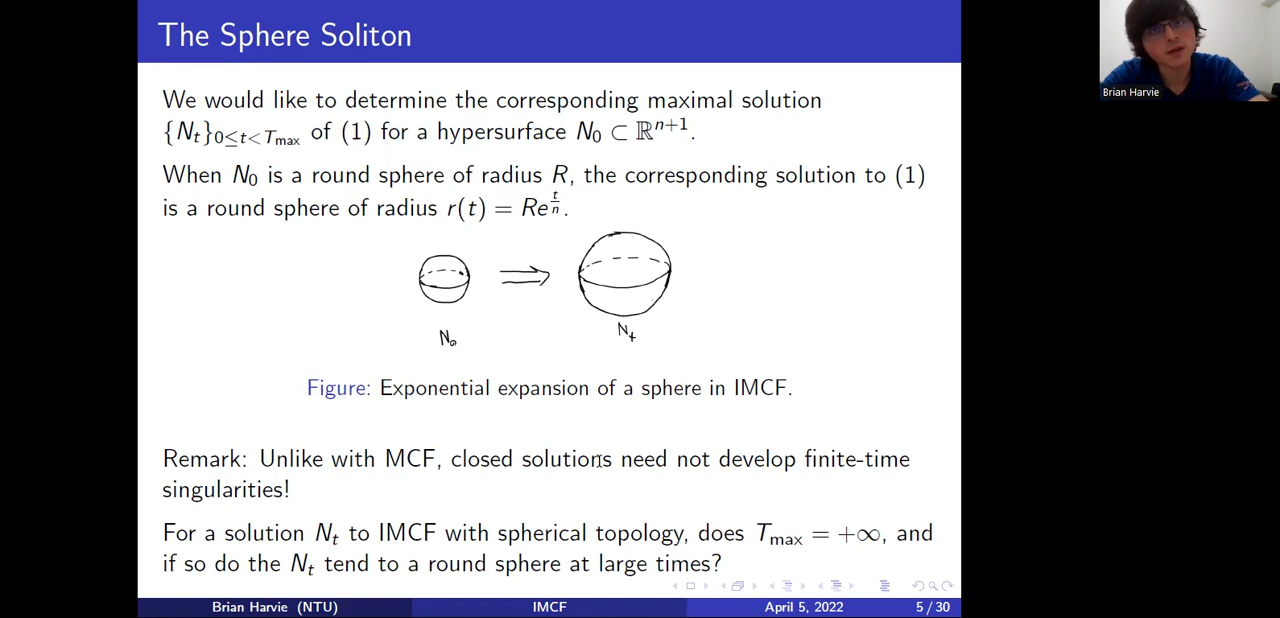 The Sphere Soliton
We would like to determine the corresponding maximal solution
{N_t}_{0≤t<T_max} of (1) for a hypersurface N_0 ⊂ ℝ^{n+1}.
When N_0 is a round sphere of radius R, the corresponding solution to (1)
is a round sphere of radius r(t) = Re^{t/n}.
N_0
N_t
Figure: Exponential expansion of a sphere in IMCF.
Remark: Unlike with MCF, closed solutions need not develop finite-time
singularities!
For a solution N_t to IMCF with spherical topology, does T_max = +∞, and
if so do the N_t tend to a round sphere at large times?
Brian Harvie (NTU) IMCF April 5, 2022 5 / 30
Brian Harvie